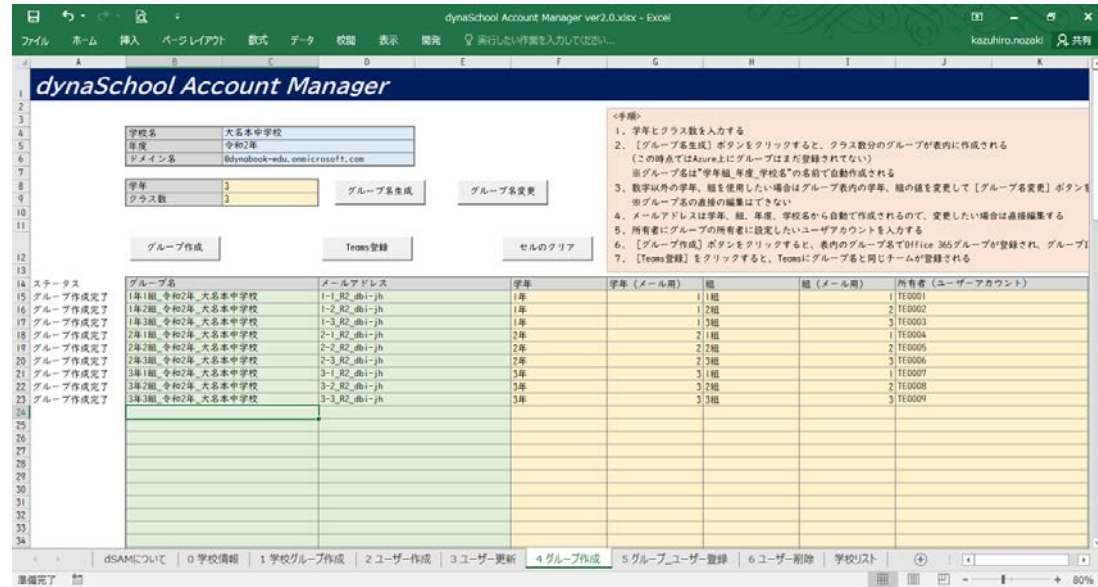 dynaSchool Account Manager ver2.0.xlsx - Excel
ファイル ホーム 挿入 ページ レイアウト 数式 データ 校閲 表示 開発 実行したい作業を入力してください... kazuhiro.nozaki 共有
A B C D E F G H I J K
1 dynaSchool Account Manager
2
3 <手順>
4 学校名 大名本中学校 1. 学年とクラス数を入力する
5 年度 令和2年 2. [グループ名生成] ボタンをクリックすると、クラス数分のグループが表内に作成される
6 ドメイン名 @dynabook-edu.onmicrosoft.com (この時点ではAzure上にグループはまだ登録されてない)
7 ※グループ名は"学年組_年度_学校名"の名前で自動作成される
8 学年 3 グループ名生成 グループ名変更 3. 数字以外の学年、組を使用したい場合はグループ表内の学年、組の値を変更して [グループ名変更] ボタンを
9 クラス数 3 ※グループ名の直接の編集はできない
10 4. メールアドレスは学年、組、年度、学校名から自動で作成されるので、変更したい場合は直接編集する
11 5. 所有者にグループの所有者に設定したいユーザアカウントを入力する
12 グループ作成 Teams登録 セルのクリア 6. [グループ作成] ボタンをクリックすると、表内のグループ名でOffice 365グループが登録され、グループI
7. [Teams登録] をクリックすると、Teamsにグループ名と同じチームが登録される
13
14 ステータス グループ名 メールアドレス 学年 学年（メール用） 組 組（メール用） 所有者（ユーザーアカウント）
15 グループ作成完了 1年1組_令和2年_大名本中学校 1-1_R2_dbi-jh 1年 1 1組 1 TE0001
16 グループ作成完了 1年2組_令和2年_大名本中学校 1-2_R2_dbi-jh 1年 1 2組 2 TE0002
17 グループ作成完了 1年3組_令和2年_大名本中学校 1-3_R2_dbi-jh 1年 1 3組 3 TE0003
18 グループ作成完了 2年1組_令和2年_大名本中学校 2-1_R2_dbi-jh 2年 2 1組 1 TE0004
19 グループ作成完了 2年2組_令和2年_大名本中学校 2-2_R2_dbi-jh 2年 2 2組 2 TE0005
20 グループ作成完了 2年3組_令和2年_大名本中学校 2-3_R2_dbi-jh 2年 2 3組 3 TE0006
21 グループ作成完了 3年1組_令和2年_大名本中学校 3-1_R2_dbi-jh 3年 3 1組 1 TE0007
22 グループ作成完了 3年2組_令和2年_大名本中学校 3-2_R2_dbi-jh 3年 3 2組 2 TE0008
23 グループ作成完了 3年3組_令和2年_大名本中学校 3-3_R2_dbi-jh 3年 3 3組 3 TE0009
24
25
26
27
28
29
30
31
32
33
34
dSAMについて 0 学校情報 1 学校グループ作成 2 ユーザー作成 3 ユーザー更新 4 グループ作成 5 グループ_ユーザー登録 6 ユーザー削除 学校リスト
準備完了 80%